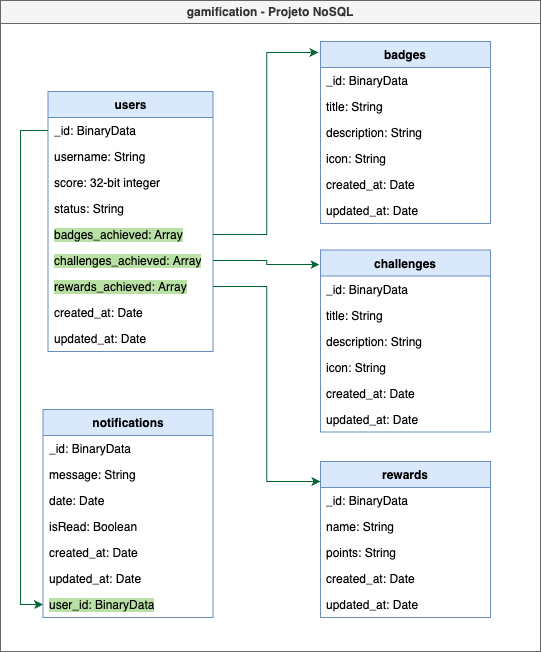 gamification - Projeto NoSQL
users
_id: BinaryData
username: String
score: 32-bit integer
status: String
badges_achieved: Array
challenges_achieved: Array
rewards_achieved: Array
created_at: Date
updated_at: Date
notifications
_id: BinaryData
message: String
date: Date
isRead: Boolean
created_at: Date
updated_at: Date
user_id: BinaryData
badges
_id: BinaryData
title: String
description: String
icon: String
created_at: Date
updated_at: Date
challenges
_id: BinaryData
title: String
description: String
icon: String
created_at: Date
updated_at: Date
rewards
_id: BinaryData
name: String
points: String
created_at: Date
updated_at: Date